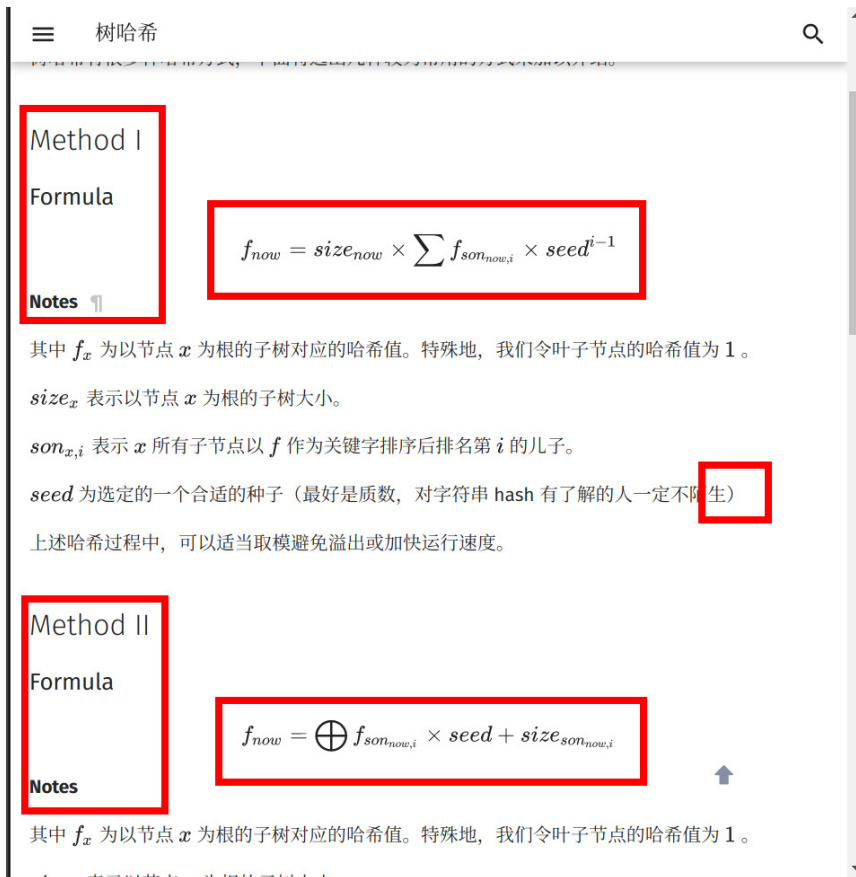 树哈希
Method I
Formula
f_{now} = size_{now} × ∑ f_{son_{now,i}} × seed^{i−1}
Notes ¶
其中 f_x 为以节点 x 为根的子树对应的哈希值。特殊地，我们令叶子节点的哈希值为 1 。
size_x 表示以节点 x 为根的子树大小。
son_{x,i} 表示 x 所有子节点以 f 作为关键字排序后排名第 i 的儿子。
seed 为选定的一个合适的种子（最好是质数，对字符串 hash 有了解的人一定不陌生）
上述哈希过程中，可以适当取模避免溢出或加快运行速度。
Method II
Formula
f_{now} = ⨁ f_{son_{now,i}} × seed + size_{son_{now,i}}
Notes
其中 f_x 为以节点 x 为根的子树对应的哈希值。特殊地，我们令叶子节点的哈希值为 1 。